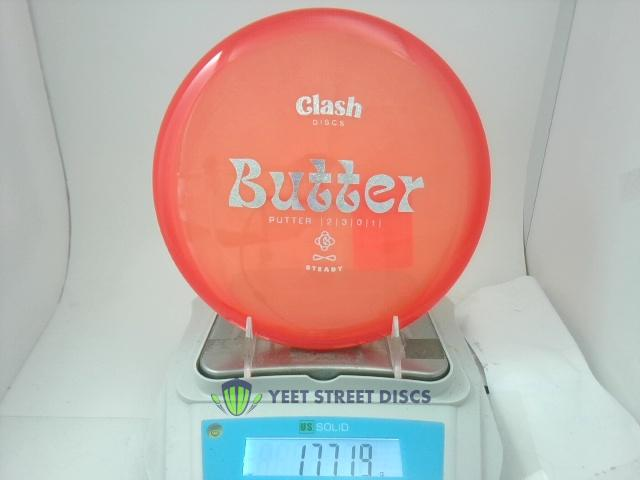 Clash
DISCS
Butter
PUTTER | 2 | 3 | 0 | 1 |
STEADY
YEET STREET DISCS
US SOLID
177.19 g